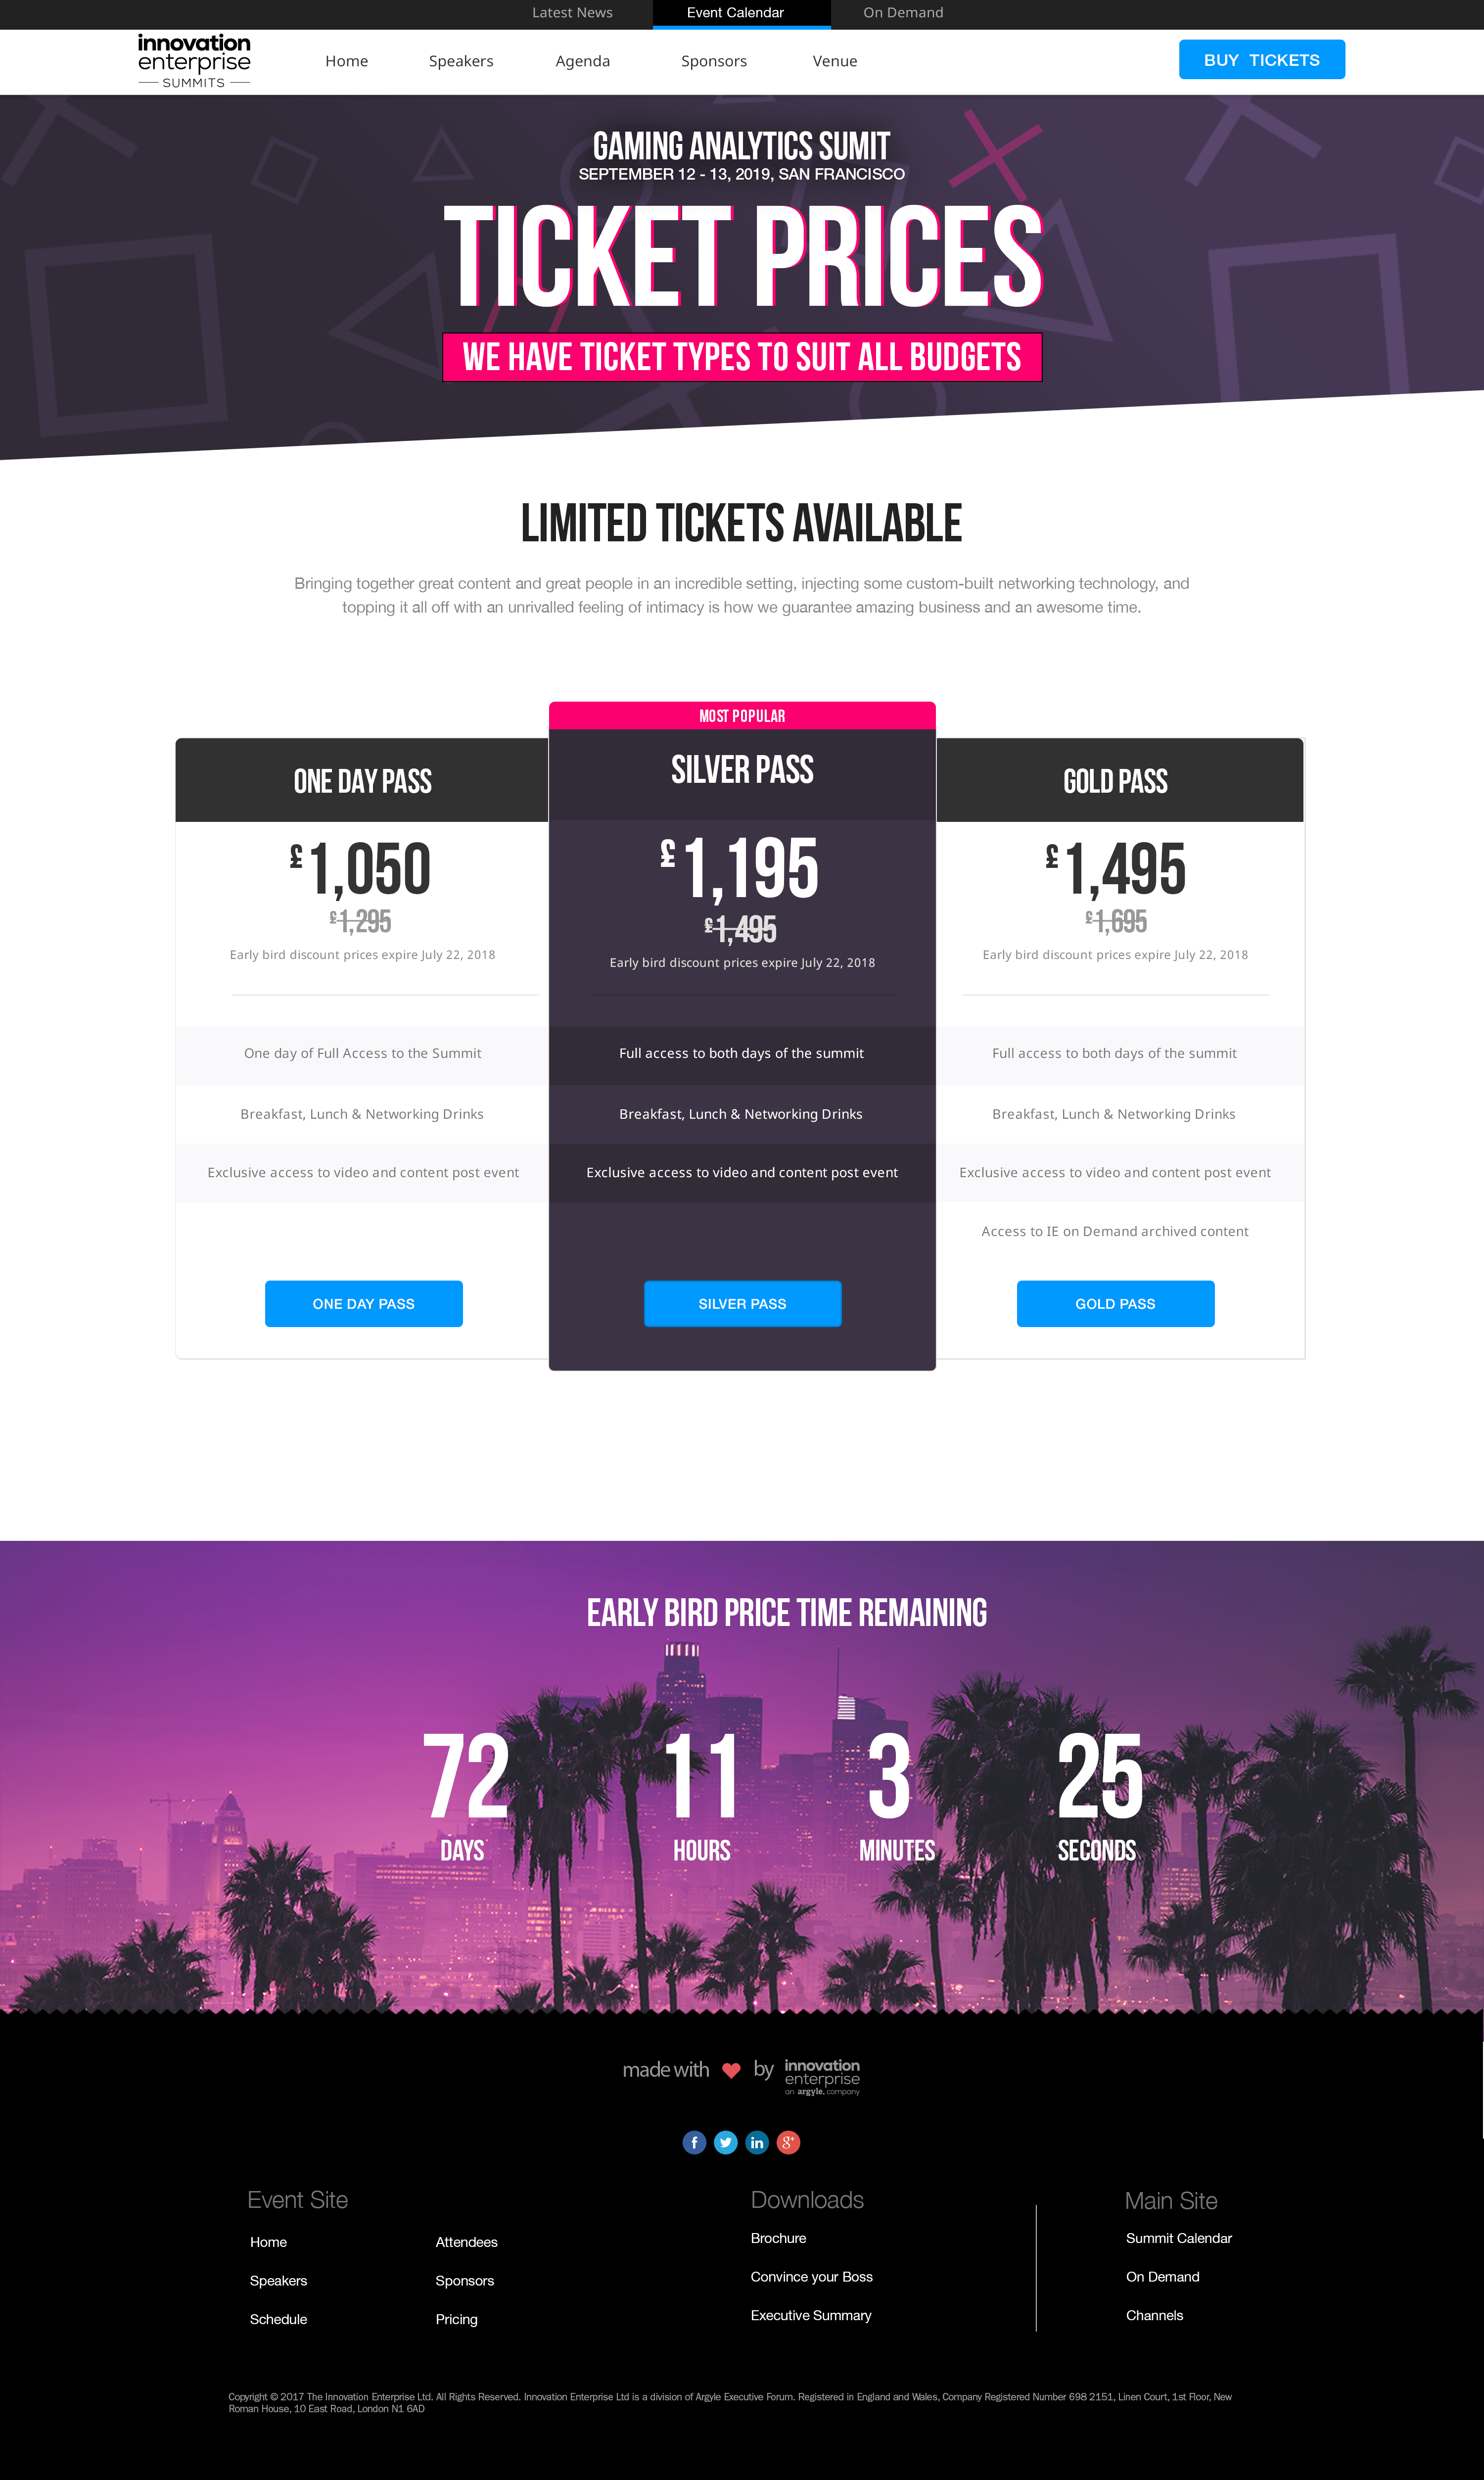 Latest News
Event Calendar
On Demand
innovation
enterprise
SUMMITS
Home
Speakers
Agenda
Sponsors
Venue
BUY TICKETS
GAMING ANALYTICS SUMIT
SEPTEMBER 12 - 13, 2019, SAN FRANCISCO
TICKET PRICES
WE HAVE TICKET TYPES TO SUIT ALL BUDGETS
LIMITED TICKETS AVAILABLE
Bringing together great content and great people in an incredible setting, injecting some custom-built networking technology, and
topping it all off with an unrivalled feeling of intimacy is how we guarantee amazing business and an awesome time.
ONE DAY PASS
£1,050
£1,295
Early bird discount prices expire July 22, 2018
One day of Full Access to the Summit
Breakfast, Lunch & Networking Drinks
Exclusive access to video and content post event
ONE DAY PASS
MOST POPULAR
SILVER PASS
£1,195
£1,495
Early bird discount prices expire July 22, 2018
Full access to both days of the summit
Breakfast, Lunch & Networking Drinks
Exclusive access to video and content post event
SILVER PASS
GOLD PASS
£1,495
£1,695
Early bird discount prices expire July 22, 2018
Full access to both days of the summit
Breakfast, Lunch & Networking Drinks
Exclusive access to video and content post event
Access to IE on Demand archived content
GOLD PASS
EARLY BIRD PRICE TIME REMAINING
72
DAYS
11
HOURS
3
MINUTES
25
SECONDS
made with by
innovation
enterprise
an argyle. company
f
in
g+
Event Site
Home
Speakers
Schedule
Attendees
Sponsors
Pricing
Downloads
Brochure
Convince your Boss
Executive Summary
Main Site
Summit Calendar
On Demand
Channels
Copyright © 2017 The Innovation Enterprise Ltd. All Rights Reserved. Innovation Enterprise Ltd is a division of Argyle Executive Forum. Registered in England and Wales, Company Registered Number 698 2151, Linen Court, 1st Floor, New
Roman House, 10 East Road, London N1 6AD